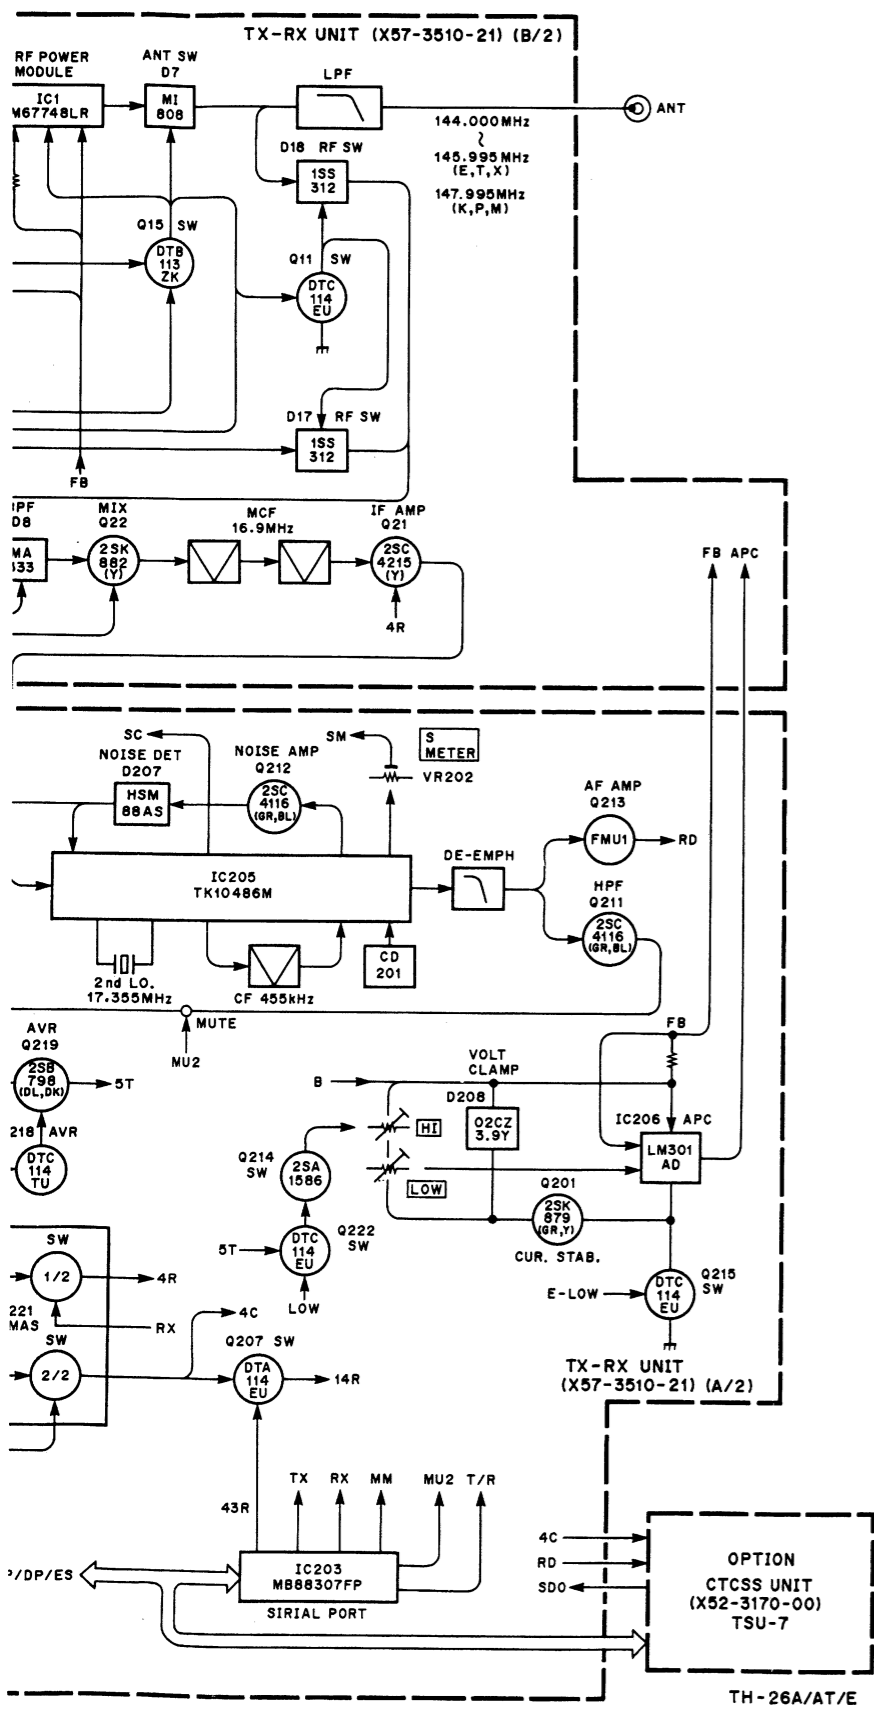 TX-RX UNIT (X57-3510-21) (B/2)
RF POWER
MODULE
IC1
M67748LR
ANT SW
D7
MI
808
LPF
ANT
144.000MHz
~
145.995MHz
(E,T,X)
147.995MHz
(K,P,M)
D18 RF SW
1SS
312
Q15 SW
DTB
113
ZK
Q11 SW
DTC
114
EU
D17 RF SW
1SS
312
FB
D8
MA
MIX
Q22
2SK
882
(Y)
MCF
16.9MHz
IF AMP
Q21
2SC
4215
(Y)
4R
FB APC
SC
SM
S
METER
VR202
NOISE DET
D207
HSM
88AS
NOISE AMP
Q212
2SC
4116
(GR,BL)
AF AMP
Q213
FMU1
RD
IC205
TK10486M
DE-EMPH
HPF
Q211
2SC
4116
(GR,BL)
2nd LO.
17.355MHz
CF 455kHz
CD
201
MUTE
MU2
AVR
Q219
2SB
798
(DL,DK)
5T
218 AVR
DTC
114
TU
B
VOLT
CLAMP
D208
02CZ
3.9Y
HI
LOW
FB
IC206 APC
LM301
AD
Q214
SW
2SA
1586
Q201
2SK
879
(GR,Y)
CUR. STAB.
5T
DTC
114
EU
Q222
SW
LOW
E-LOW
DTC
114
EU
Q215
SW
SW
1/2
4R
221
MAS
RX
SW
2/2
4C
Q207 SW
DTA
114
EU
14R
TX-RX UNIT
(X57-3510-21) (A/2)
43R
TX
RX
MM
MU2
T/R
/DP/ES
IC203
MB88307FP
SIRIAL PORT
4C
RD
SDO
OPTION
CTCSS UNIT
(X52-3170-00)
TSU-7
TH-26A/AT/E